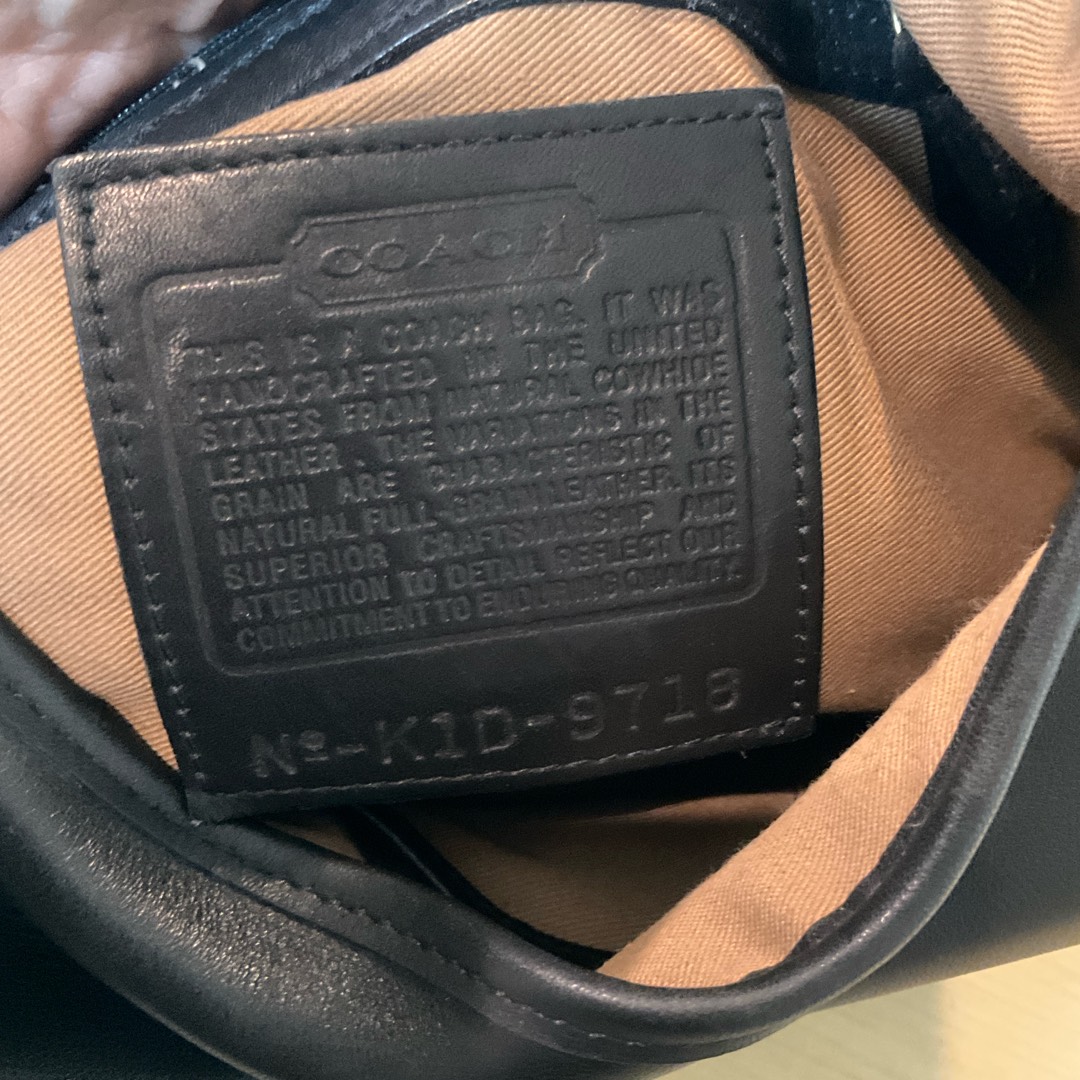 COACH
THIS IS A COACH BAG. IT WAS
HANDCRAFTED IN THE UNITED
STATES FROM NATURAL COWHIDE
LEATHER. THE VARIATIONS IN THE
GRAIN ARE CHARACTERISTIC OF
NATURAL FULL-GRAIN LEATHER. ITS
SUPERIOR CRAFTSMANSHIP AND
ATTENTION TO DETAIL REFLECT OUR
COMMITMENT TO ENDURING QUALITY.
Nº-K1D-9718